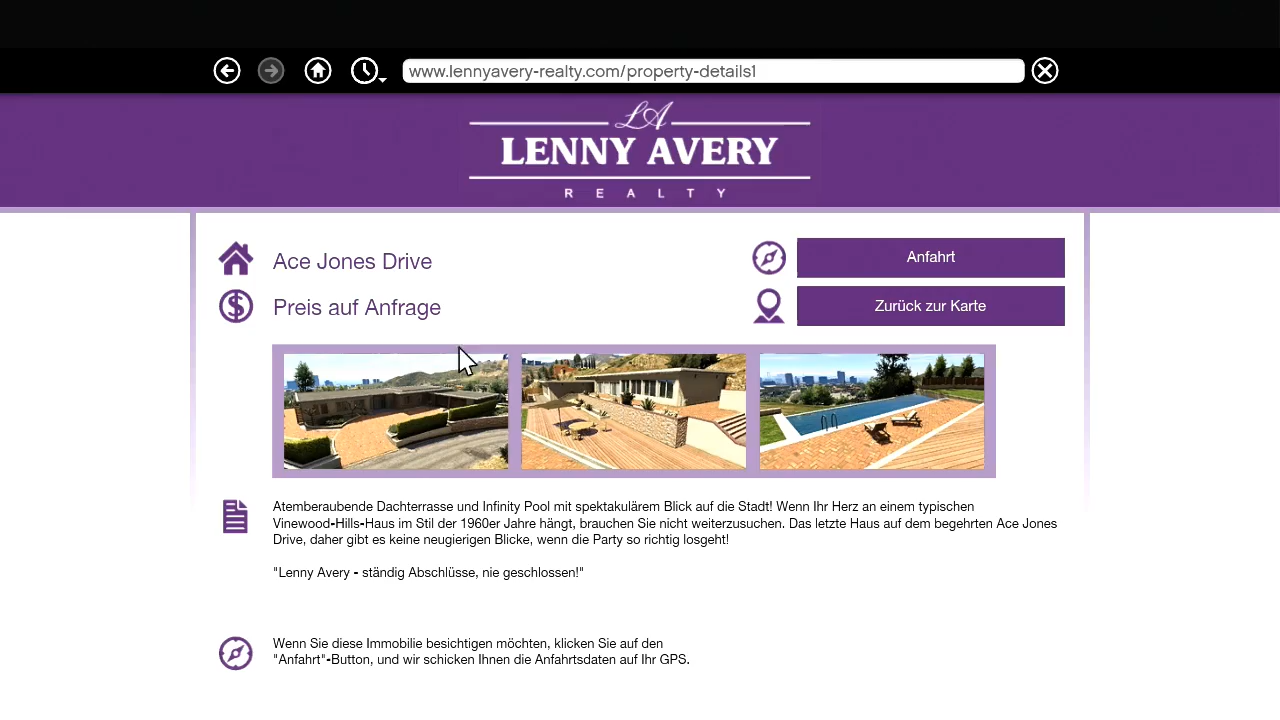 www.lennyavery-realty.com/property-details1
LA
LENNY AVERY
REALTY
Ace Jones Drive
Anfahrt
Preis auf Anfrage
Zurück zur Karte
Atemberaubende Dachterrasse und Infinity Pool mit spektakulärem Blick auf die Stadt! Wenn Ihr Herz an einem typischen
Vinewood-Hills-Haus im Stil der 1960er Jahre hängt, brauchen Sie nicht weiterzusuchen. Das letzte Haus auf dem begehrten Ace Jones
Drive, daher gibt es keine neugierigen Blicke, wenn die Party so richtig losgeht!
"Lenny Avery - ständig Abschlüsse, nie geschlossen!"
Wenn Sie diese Immobilie besichtigen möchten, klicken Sie auf den
"Anfahrt"-Button, und wir schicken Ihnen die Anfahrtsdaten auf Ihr GPS.